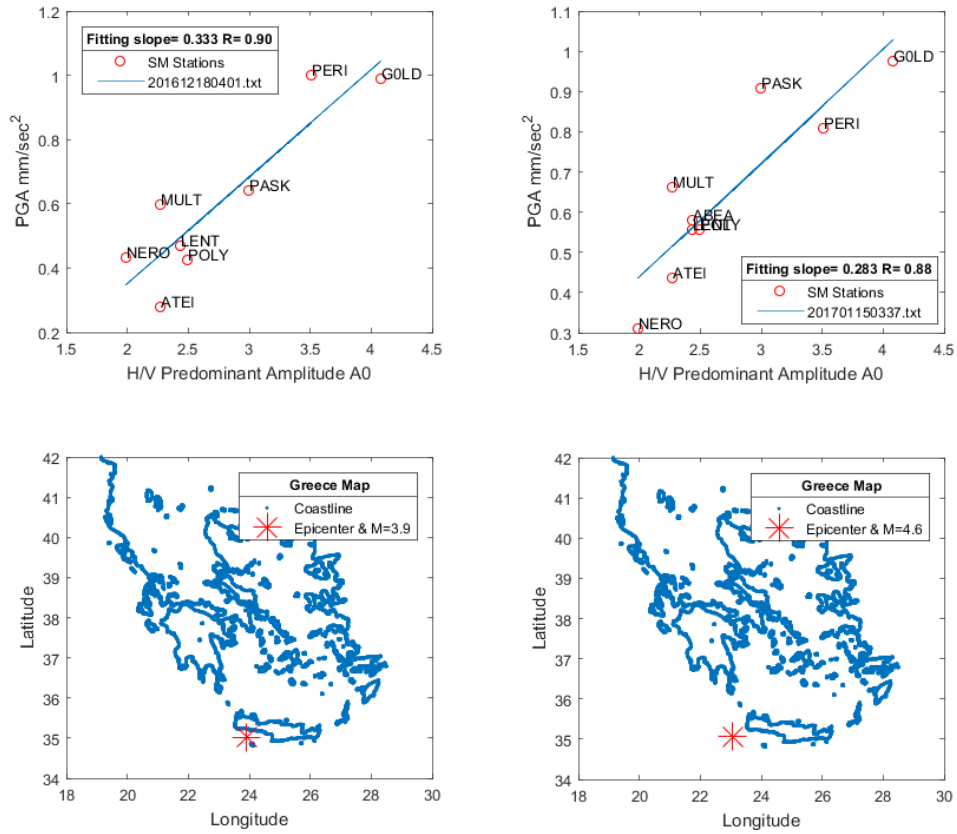 Fitting slope= 0.333 R= 0.90
SM Stations
201612180401.txt
PERI
G0LD
PASK
MULT
LENT
NERO
POLY
ATEI
1.2
1
0.8
0.6
0.4
0.2
1.5
2
2.5
3
3.5
4
4.5
PGA mm/sec2
H/V Predominant Amplitude A0
Fitting slope= 0.283 R= 0.88
SM Stations
201701150337.txt
G0LD
PASK
PERI
MULT
ABEA
LENT
POLY
ATEI
NERO
1.1
1
0.9
0.8
0.7
0.6
0.5
0.4
0.3
1.5
2
2.5
3
3.5
4
4.5
PGA mm/sec2
H/V Predominant Amplitude A0
Greece Map
Coastline
Epicenter & M=3.9
42
41
40
39
38
37
36
35
34
18
20
22
24
26
28
30
Latitude
Longitude
Greece Map
Coastline
Epicenter & M=4.6
42
41
40
39
38
37
36
35
34
18
20
22
24
26
28
30
Latitude
Longitude